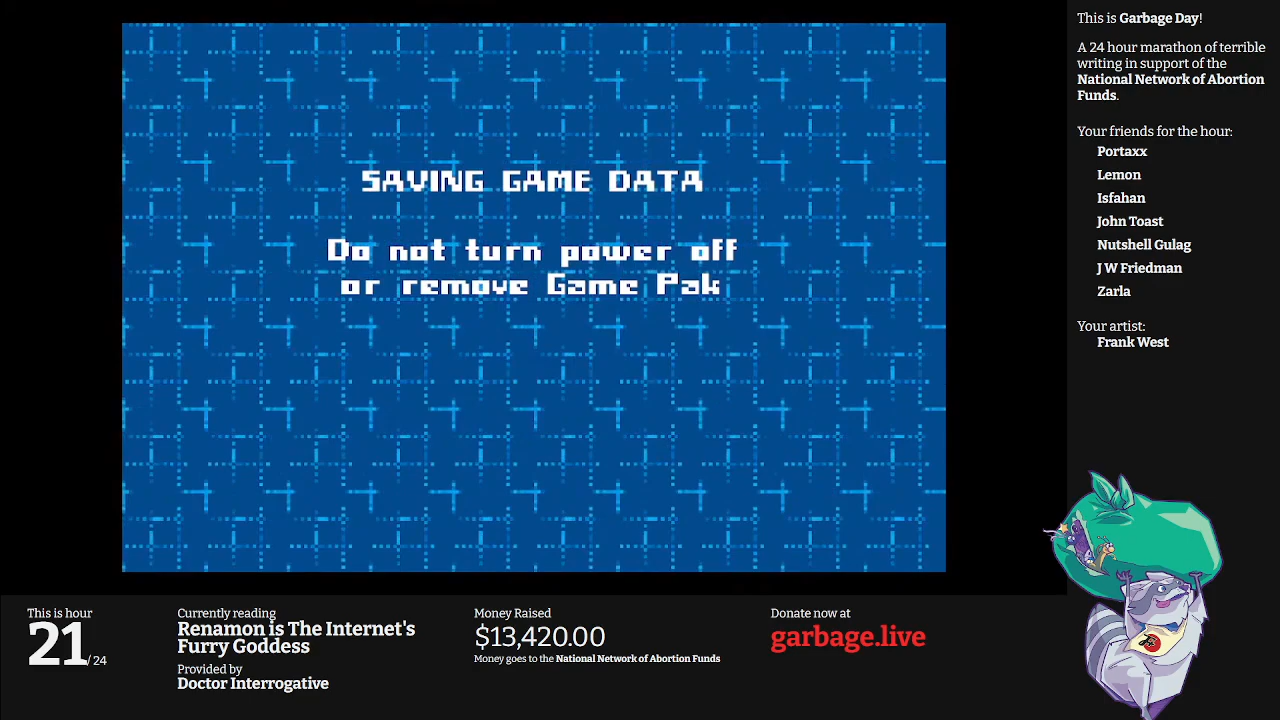 SAVING GAME DATA
Do not turn power off
or remove Game Pak
This is Garbage Day!
A 24 hour marathon of terrible
writing in support of the
National Network of Abortion
Funds.
Your friends for the hour:
Portaxx
Lemon
Isfahan
John Toast
Nutshell Gulag
J W Friedman
Zarla
Your artist:
Frank West
This is hour
21/24
Currently reading
Renamon is The Internet's
Furry Goddess
Provided by
Doctor Interrogative
Money Raised
$13,420.00
Money goes to the National Network of Abortion Funds
Donate now at
garbage.live